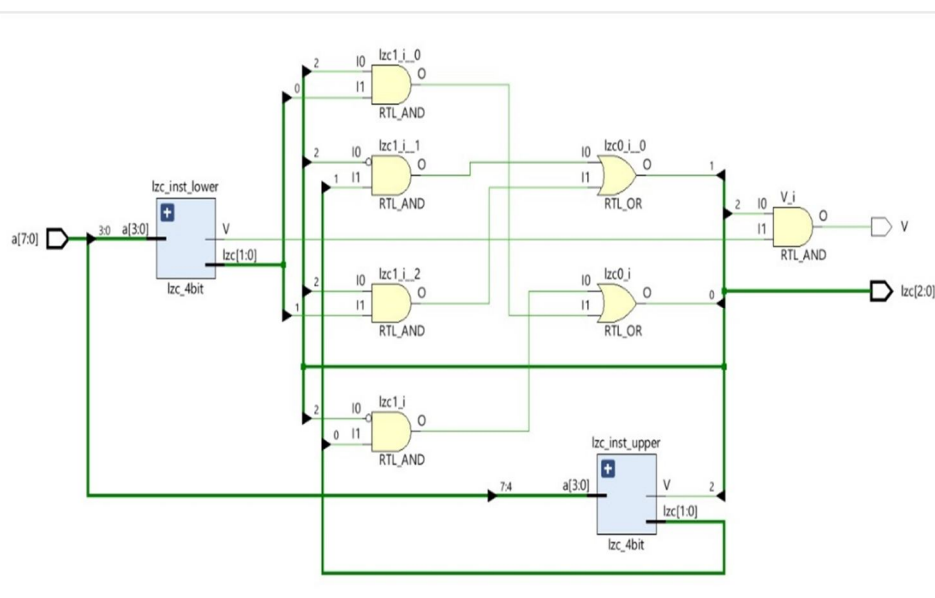 lzc1_i__0
2 I0 O
0 I1
RTL_AND
lzc1_i__1
2 I0 O
1 I1
RTL_AND
lzc0_i__0
I0 O 1
I1
RTL_OR
lzc_inst_lower
a[7:0] 3:0 a[3:0] V
lzc[1:0]
lzc_4bit
V_i
2 I0 O V
I1
RTL_AND
lzc1_i__2
2 I0 O
1 I1
RTL_AND
lzc0_i
I0 O 0
I1
RTL_OR
lzc[2:0]
lzc1_i
2 I0 O
0 I1
RTL_AND
lzc_inst_upper
7:4 a[3:0] V 2
lzc[1:0]
lzc_4bit